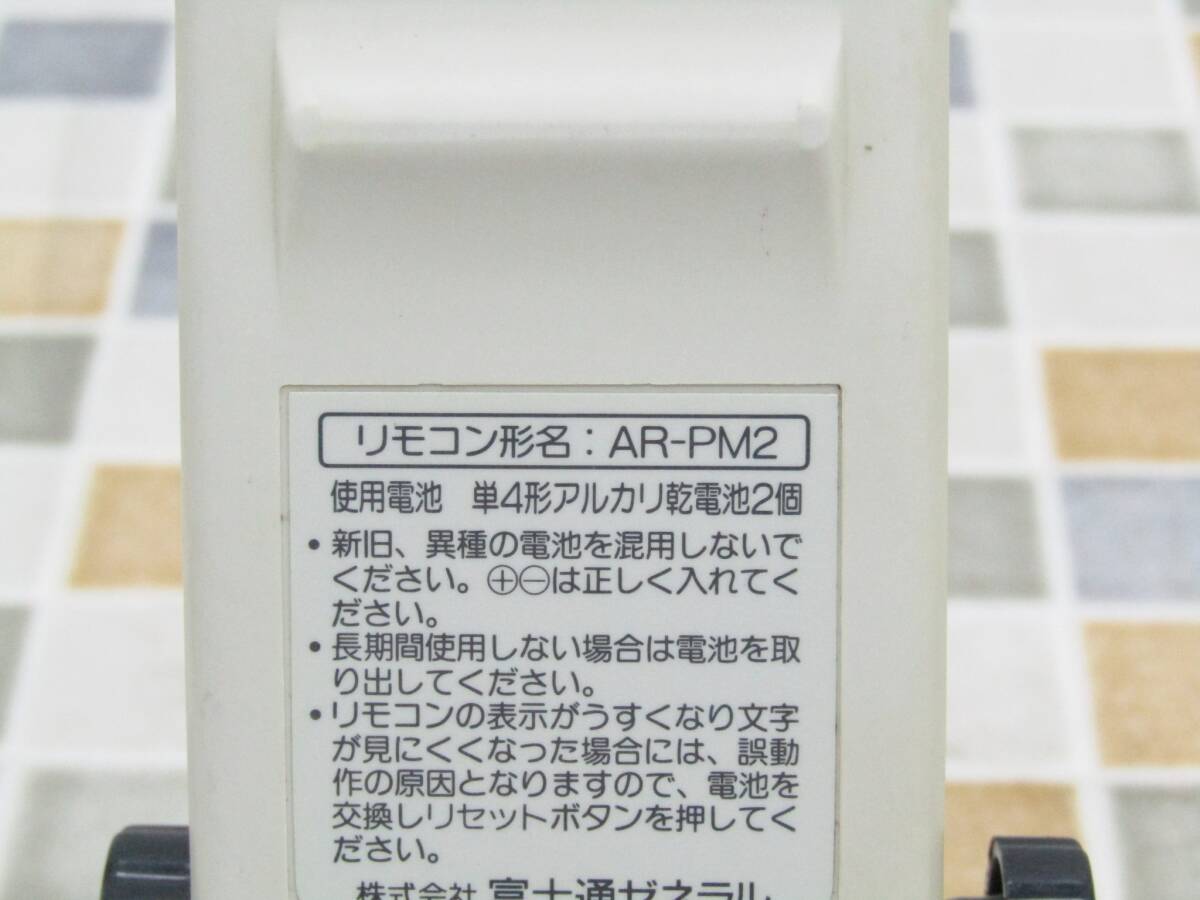 リモコン形名：AR-PM2
使用電池　単4形アルカリ乾電池2個
• 新旧、異種の電池を混用しないで
ください。⊕⊖は正しく入れてく
ださい。
• 長期間使用しない場合は電池を取
り出してください。
• リモコンの表示がうすくなり文字
が見にくくなった場合には、誤動
作の原因となりますので、電池を
交換しリセットボタンを押してく
ださい。
株式会社 富士通ゼネラル